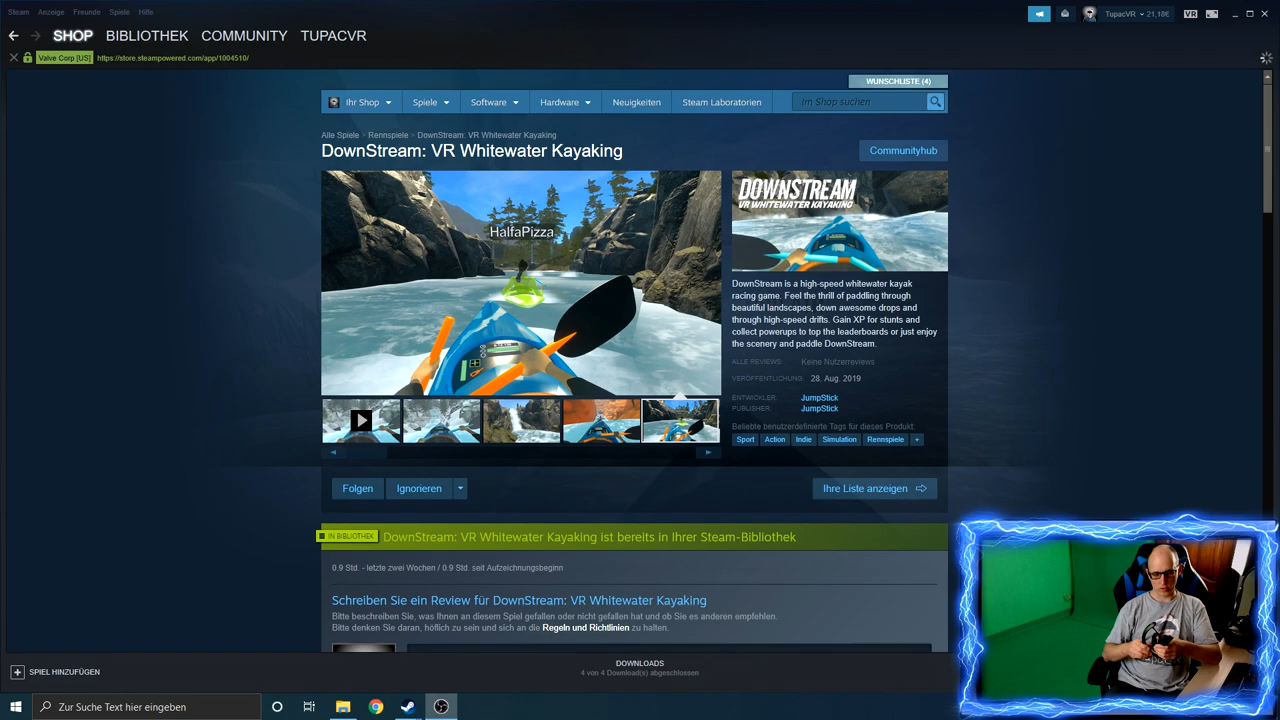 Steam Anzeige Freunde Spiele Hilfe
TupacVR 21,18€ VR
SHOP BIBLIOTHEK COMMUNITY TUPACVR
Valve Corp [US] https://store.steampowered.com/app/1004510/
WUNSCHLISTE (4)
Ihr Shop Spiele Software Hardware Neuigkeiten Steam Laboratorien Im Shop suchen
Alle Spiele > Rennspiele > DownStream: VR Whitewater Kayaking
DownStream: VR Whitewater Kayaking
Communityhub
HalfaPizza
DOWNSTREAM
VR WHITEWATER KAYAKING
DownStream is a high-speed whitewater kayak
racing game. Feel the thrill of paddling through
beautiful landscapes, down awesome drops and
through high-speed drifts. Gain XP for stunts and
collect powerups to top the leaderboards or just enjoy
the scenery and paddle DownStream.
ALLE REVIEWS: Keine Nutzerreviews
VERÖFFENTLICHUNG: 28. Aug. 2019
ENTWICKLER: JumpStick
PUBLISHER: JumpStick
Beliebte benutzerdefinierte Tags für dieses Produkt:
Sport Action Indie Simulation Rennspiele +
Folgen Ignorieren Ihre Liste anzeigen
IN BIBLIOTHEK DownStream: VR Whitewater Kayaking ist bereits in Ihrer Steam-Bibliothek
0.9 Std. - letzte zwei Wochen / 0.9 Std. seit Aufzeichnungsbeginn
Schreiben Sie ein Review für DownStream: VR Whitewater Kayaking
Bitte beschreiben Sie, was Ihnen an diesem Spiel gefallen oder nicht gefallen hat und ob Sie es anderen empfehlen.
Bitte denken Sie daran, höflich zu sein und sich an die Regeln und Richtlinien zu halten.
SPIEL HINZUFÜGEN
DOWNLOADS
4 von 4 Download(s) abgeschlossen
Zur Suche Text hier eingeben